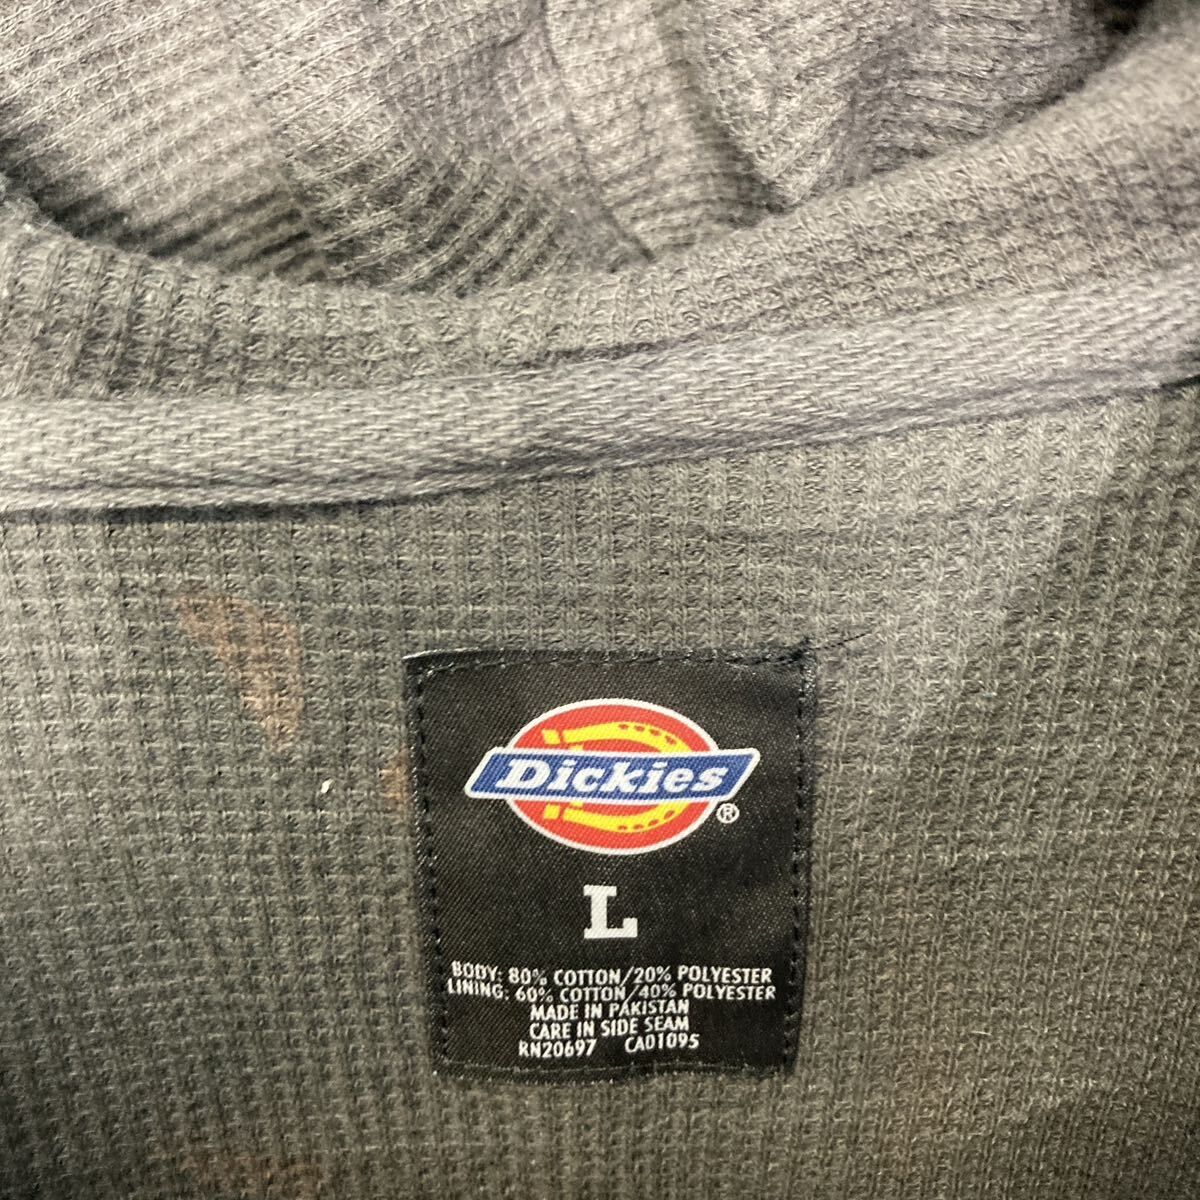 Dickies®
L
BODY: 80% COTTON/20% POLYESTER
LINING: 60% COTTON/40% POLYESTER
MADE IN PAKISTAN
CARE IN SIDE SEAM
RN20697 CA01095